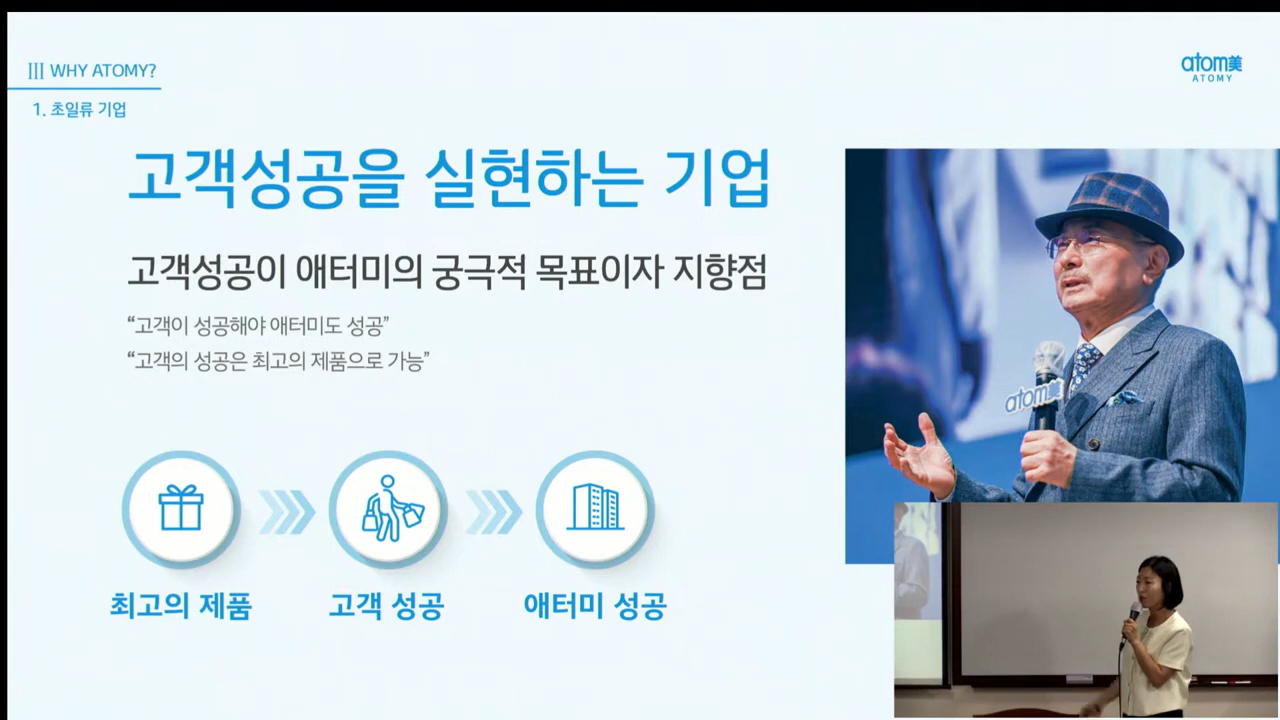 Ⅲ WHY ATOMY?
1. 초일류 기업
atom美
ATOMY
고객성공을 실현하는 기업
고객성공이 애터미의 궁극적 목표이자 지향점
“고객이 성공해야 애터미도 성공”
“고객의 성공은 최고의 제품으로 가능”
atom美
최고의 제품
고객 성공
애터미 성공